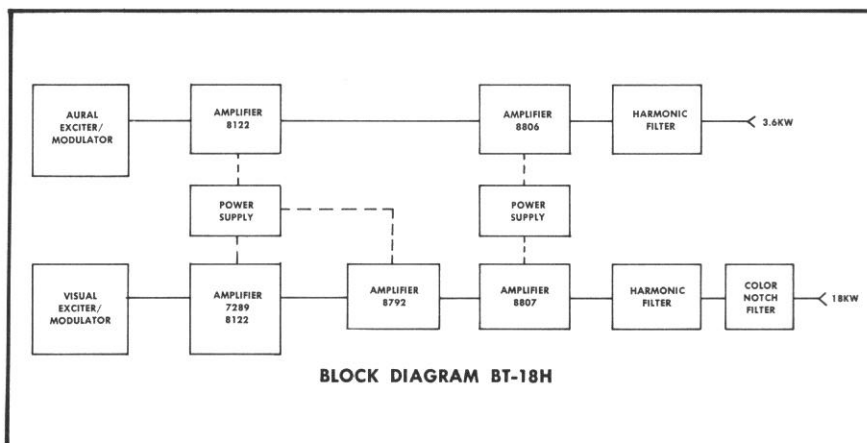 AURAL
EXCITER/
MODULATOR
AMPLIFIER
8122
AMPLIFIER
8806
HARMONIC
FILTER
3.6KW
POWER
SUPPLY
POWER
SUPPLY
VISUAL
EXCITER/
MODULATOR
AMPLIFIER
7289
8122
AMPLIFIER
8792
AMPLIFIER
8807
HARMONIC
FILTER
COLOR
NOTCH
FILTER
18KW
BLOCK DIAGRAM BT-18H